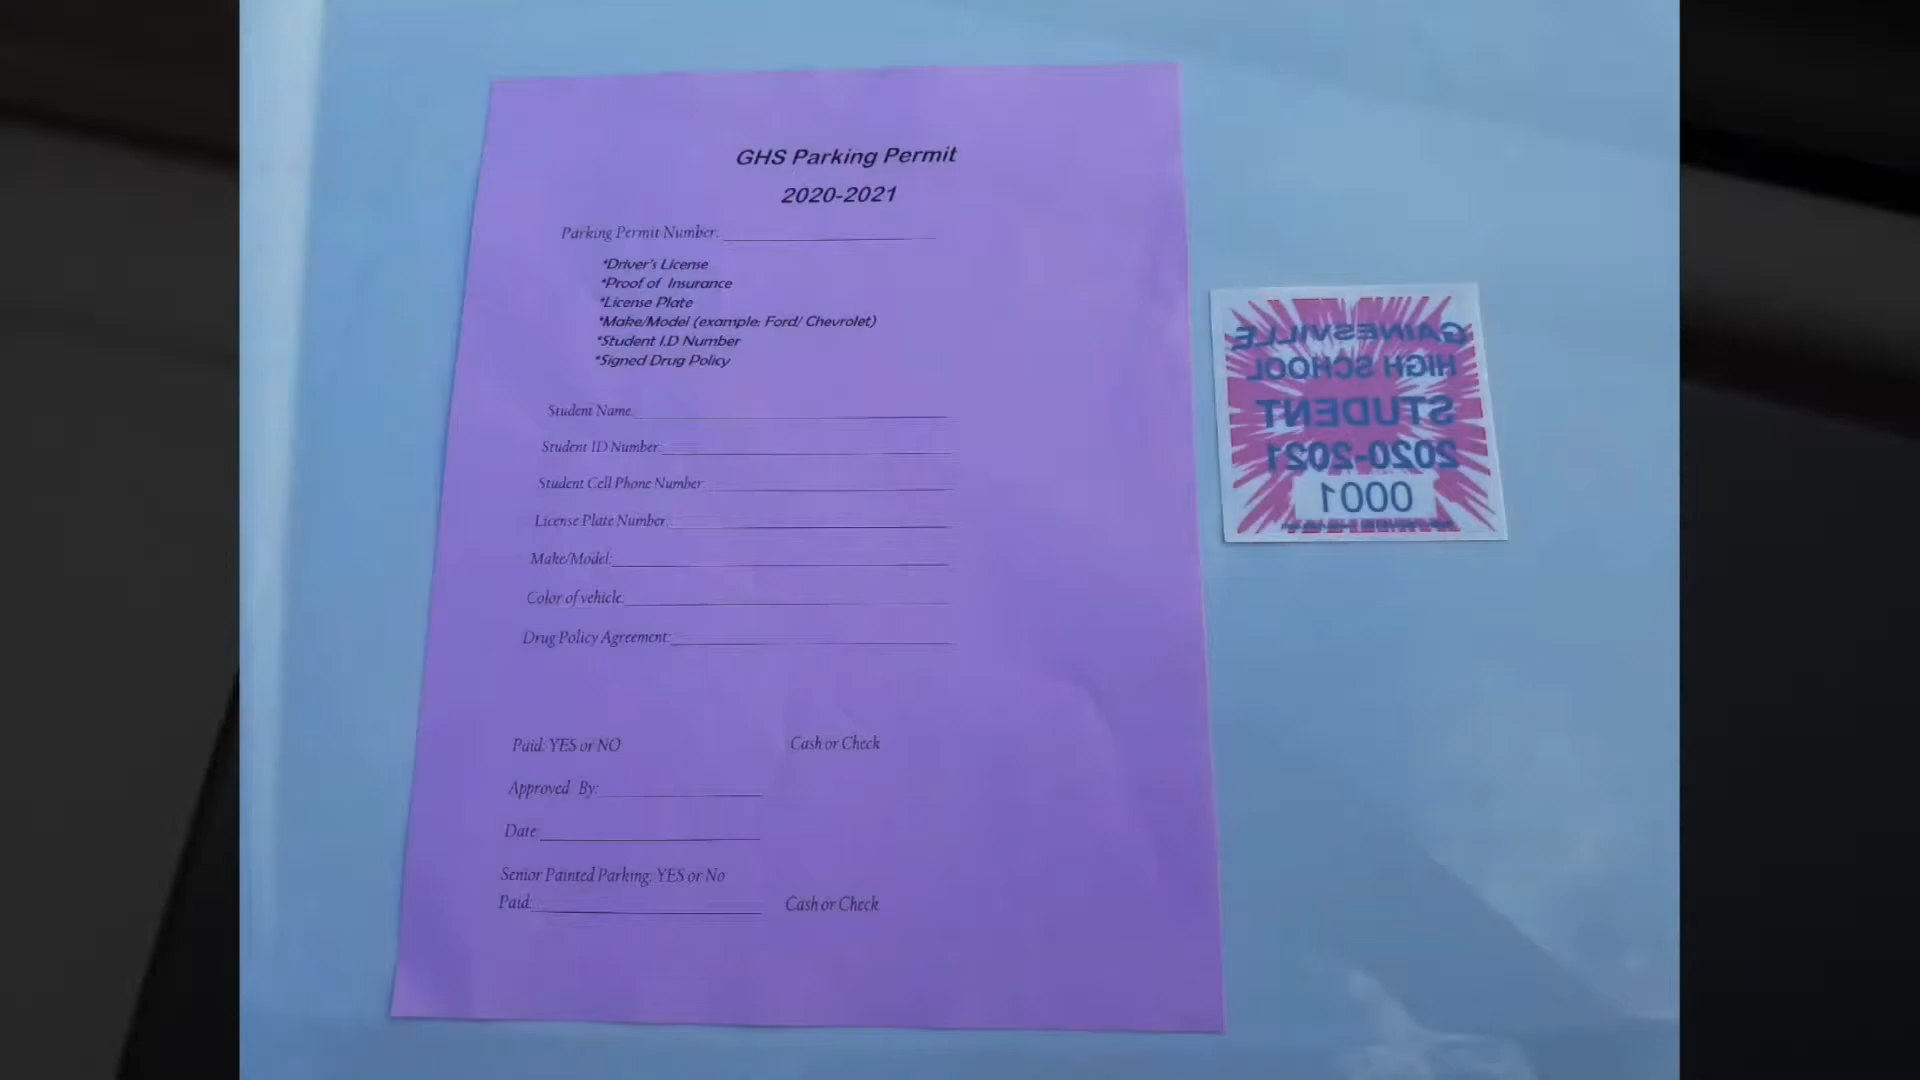 GHS Parking Permit
2020-2021
Parking Permit Number:
*Driver's License
*Proof of Insurance
*License Plate
*Make/Model (example: Ford/ Chevrolet)
*Student I.D Number
*Signed Drug Policy
Student Name:
Student ID Number:
Student Cell Phone Number:
License Plate Number:
Make/Model:
Color of vehicle:
Drug Policy Agreement:
Paid: YES or NO Cash or Check
Approved By:
Date:
Senior Painted Parking: YES or No
Paid: Cash or Check
GAINESVILLE
HIGH SCHOOL
STUDENT
2020-2021
0001